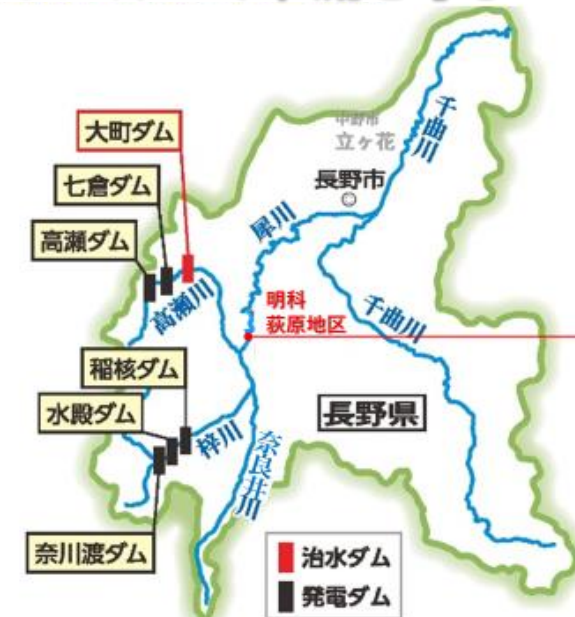 千曲川
中野市
立ヶ花
大町ダム
長野市
七倉ダム
犀川
高瀬ダム
高瀬川
明科
荻原地区
千曲川
稲核ダム
水殿ダム
長野県
梓川
奈良井川
奈川渡ダム
治水ダム
発電ダム